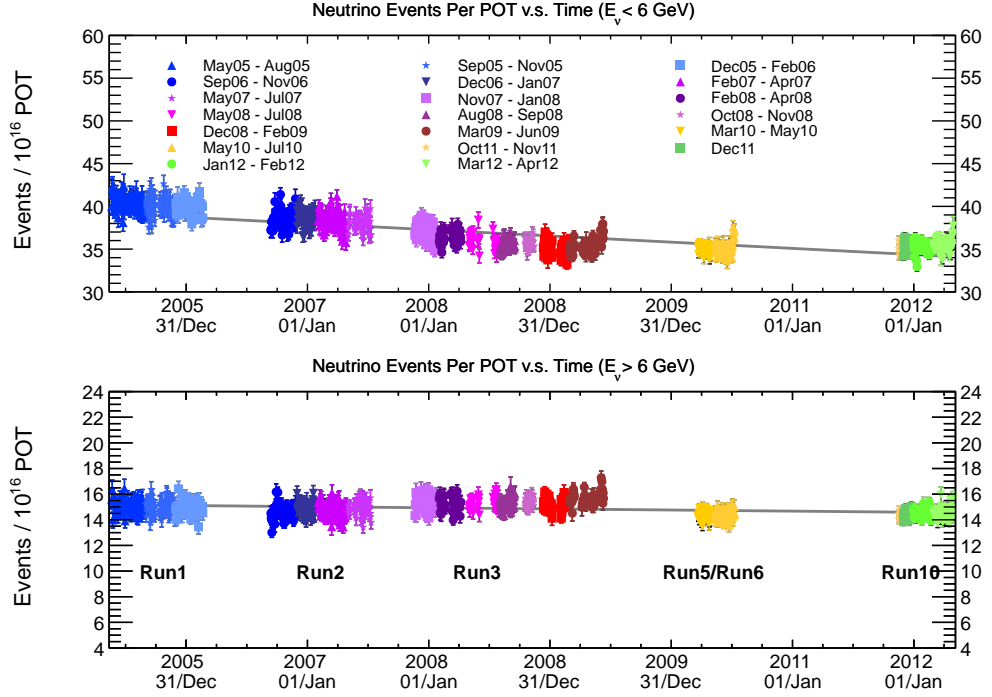 Neutrino Events Per POT v.s. Time (E_ν < 6 GeV)
Events / 10^16 POT
60 60
55 55
50 50
45 45
40 40
35 35
30 30
May05 - Aug05 Sep05 - Nov05 Dec05 - Feb06
Sep06 - Nov06 Dec06 - Jan07 Feb07 - Apr07
May07 - Jul07 Nov07 - Jan08 Feb08 - Apr08
May08 - Jul08 Aug08 - Sep08 Oct08 - Nov08
Dec08 - Feb09 Mar09 - Jun09 Mar10 - May10
May10 - Jul10 Oct11 - Nov11 Dec11
Jan12 - Feb12 Mar12 - Apr12
2005 2007 2008 2008 2009 2011 2012
31/Dec 01/Jan 01/Jan 31/Dec 31/Dec 01/Jan 01/Jan
Neutrino Events Per POT v.s. Time (E_ν > 6 GeV)
Events / 10^16 POT
24 24
22 22
20 20
18 18
16 16
14 14
12 12
10 10
8 8
6 6
4 4
Run1 Run2 Run3 Run5/Run6 Run10
2005 2007 2008 2008 2009 2011 2012
31/Dec 01/Jan 01/Jan 31/Dec 31/Dec 01/Jan 01/Jan